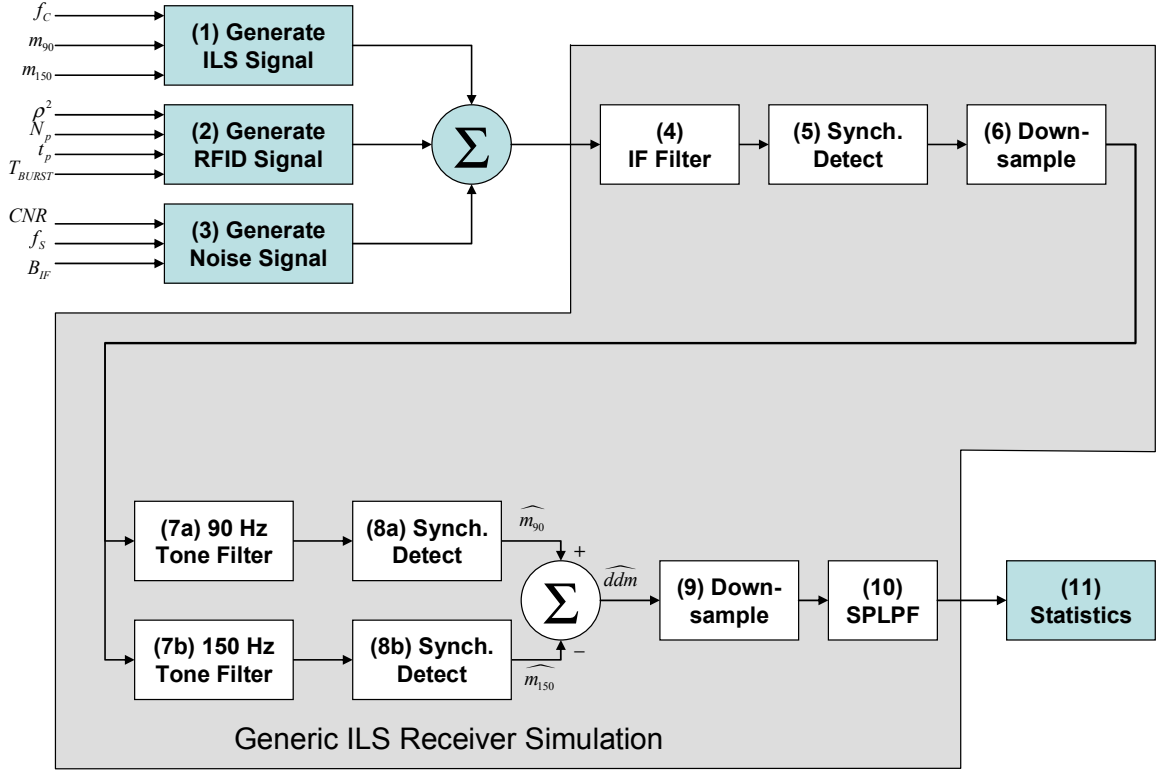 f_C
m_90
m_150
(1) Generate
ILS Signal
ρ^2
N_p
t_p
T_BURST
(2) Generate
RFID Signal
CNR
f_S
B_IF
(3) Generate
Noise Signal
Σ
(4)
IF Filter
(5) Synch.
Detect
(6) Down-
sample
(7a) 90 Hz
Tone Filter
(8a) Synch.
Detect
\widehat{m_90}
(7b) 150 Hz
Tone Filter
(8b) Synch.
Detect
\widehat{m_150}
+
Σ
−
\widehat{ddm}
(9) Down-
sample
(10)
SPLPF
(11)
Statistics
Generic ILS Receiver Simulation